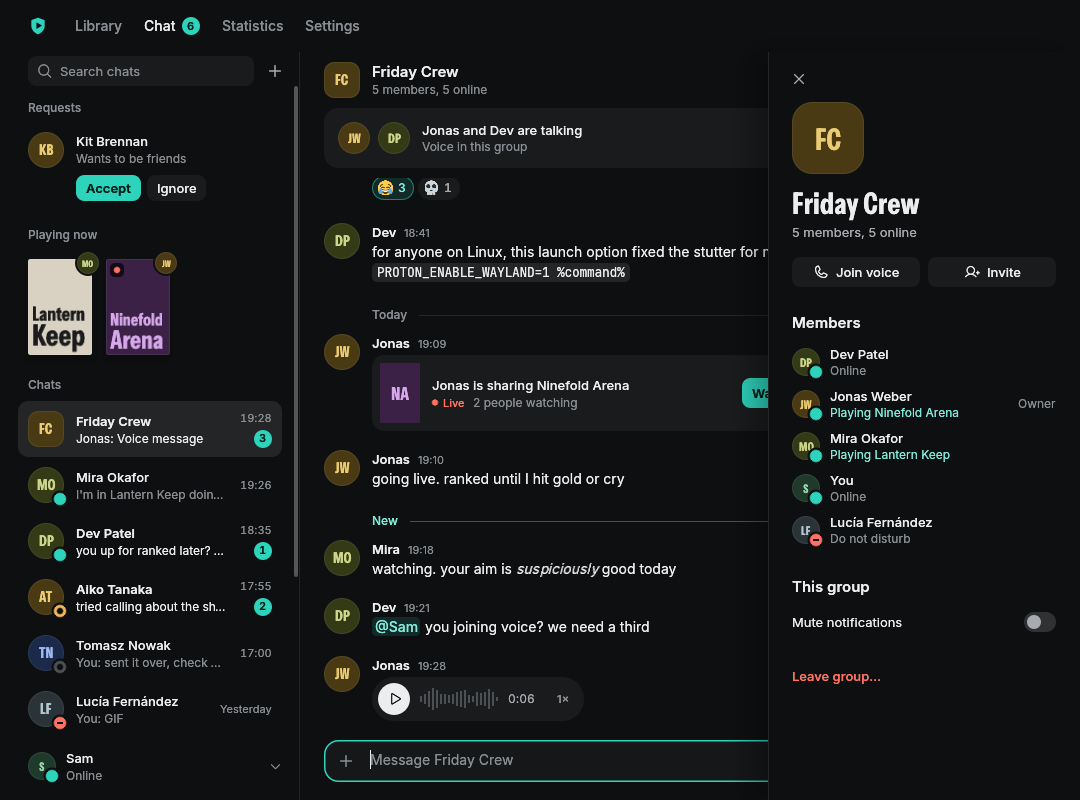 Library
Chat 6
Statistics
Settings
Search chats
Requests
KB
Kit Brennan
Wants to be friends
Accept
Ignore
Playing now
MO
Lantern
Keep
JW
Ninefold
Arena
Chats
FC
Friday Crew
19:28
Jonas: Voice message
3
MO
Mira Okafor
19:26
I'm in Lantern Keep doin...
DP
Dev Patel
18:35
you up for ranked later? ...
1
AT
Aiko Tanaka
17:55
tried calling about the sh...
2
TN
Tomasz Nowak
17:00
You: sent it over, check ...
LF
Lucía Fernández
Yesterday
You: GIF
S
Sam
Online
FC
Friday Crew
5 members, 5 online
JW
DP
Jonas and Dev are talking
Voice in this group
3
1
DP
Dev 18:41
for anyone on Linux, this launch option fixed the stutter for
PROTON_ENABLE_WAYLAND=1 %command%
Today
JW
Jonas 19:09
NA
Jonas is sharing Ninefold Arena
Live 2 people watching
JW
Jonas 19:10
going live. ranked until I hit gold or cry
New
MO
Mira 19:18
watching. your aim is suspiciously good today
DP
Dev 19:21
@Sam you joining voice? we need a third
JW
Jonas 19:28
0:06 1×
Message Friday Crew
FC
Friday Crew
5 members, 5 online
Join voice
Invite
Members
DP
Dev Patel
Online
JW
Jonas Weber
Playing Ninefold Arena
Owner
MO
Mira Okafor
Playing Lantern Keep
S
You
Online
LF
Lucía Fernández
Do not disturb
This group
Mute notifications
Leave group...